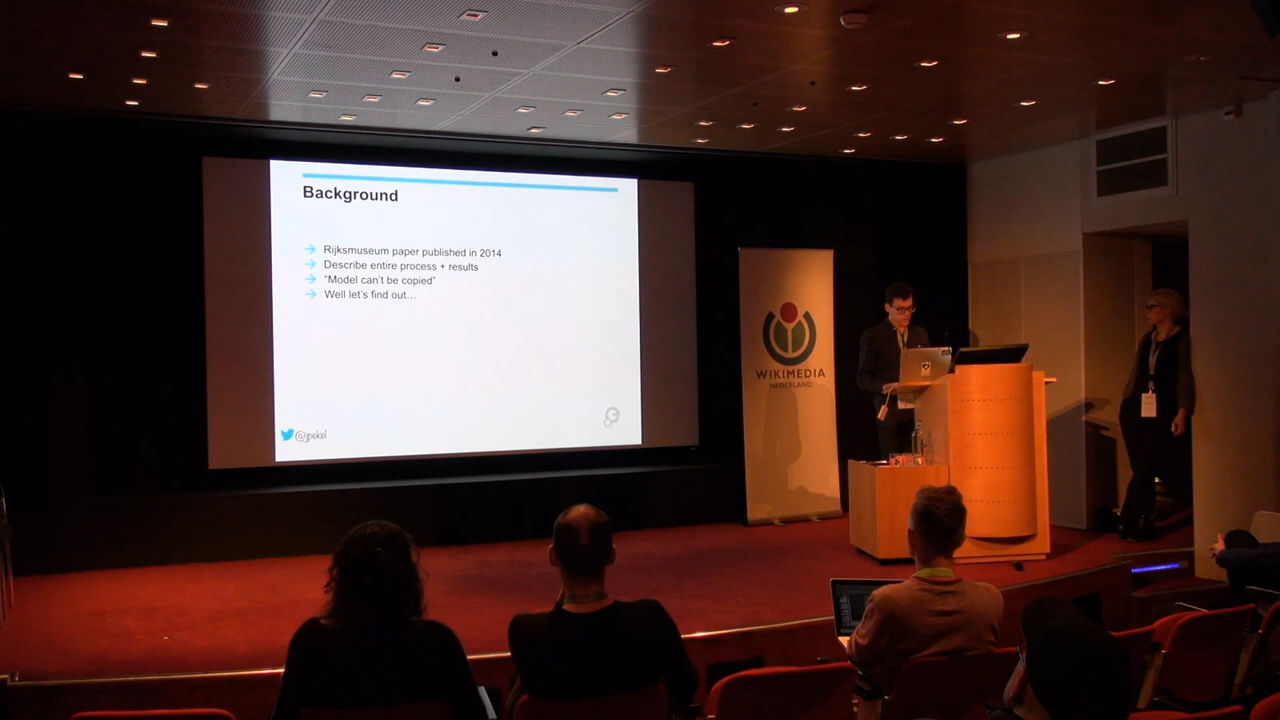 Background
Rijksmuseum paper published in 2014
Describe entire process + results
"Model can't be copied"
Well let's find out...
@jpekel
WIKIMEDIA
NEDERLAND